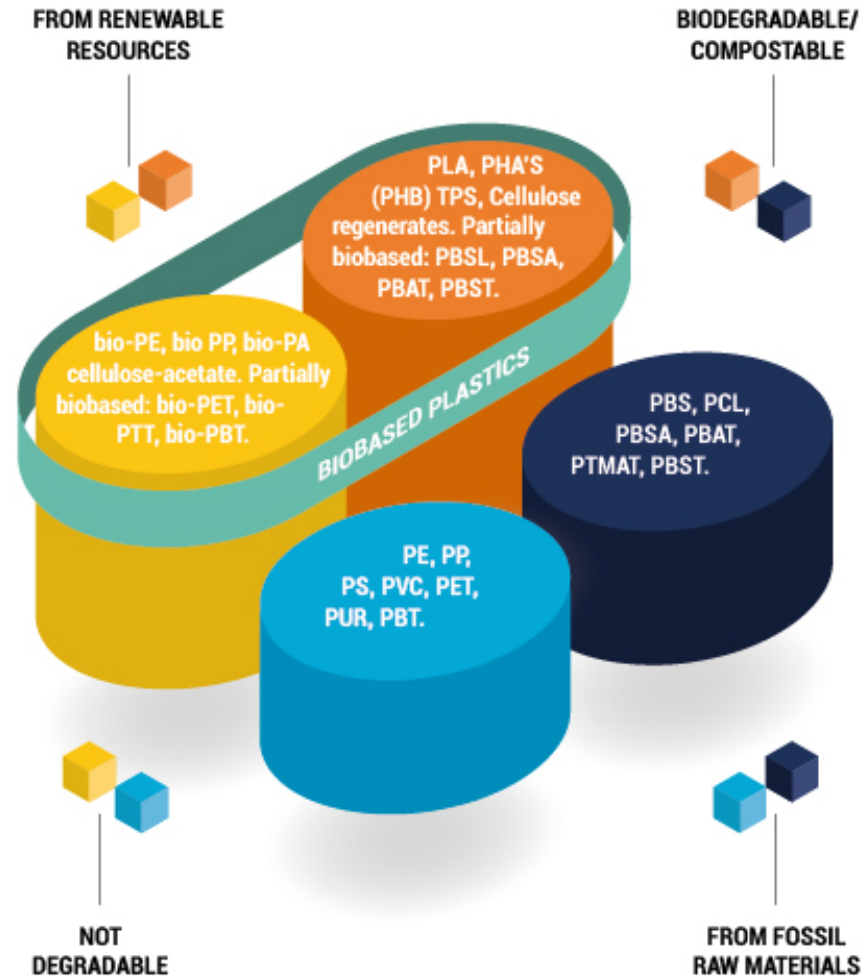 FROM RENEWABLE
RESOURCES
BIODEGRADABLE/
COMPOSTABLE
PLA, PHA'S
(PHB) TPS, Cellulose
regenerates. Partially
biobased: PBSL, PBSA,
PBAT, PBST.
bio-PE, bio PP, bio-PA
cellulose-acetate. Partially
biobased: bio-PET, bio-
PTT, bio-PBT.
BIOBASED PLASTICS
PBS, PCL,
PBSA, PBAT,
PTMAT, PBST.
PE, PP,
PS, PVC, PET,
PUR, PBT.
NOT
DEGRADABLE
FROM FOSSIL
RAW MATERIALS